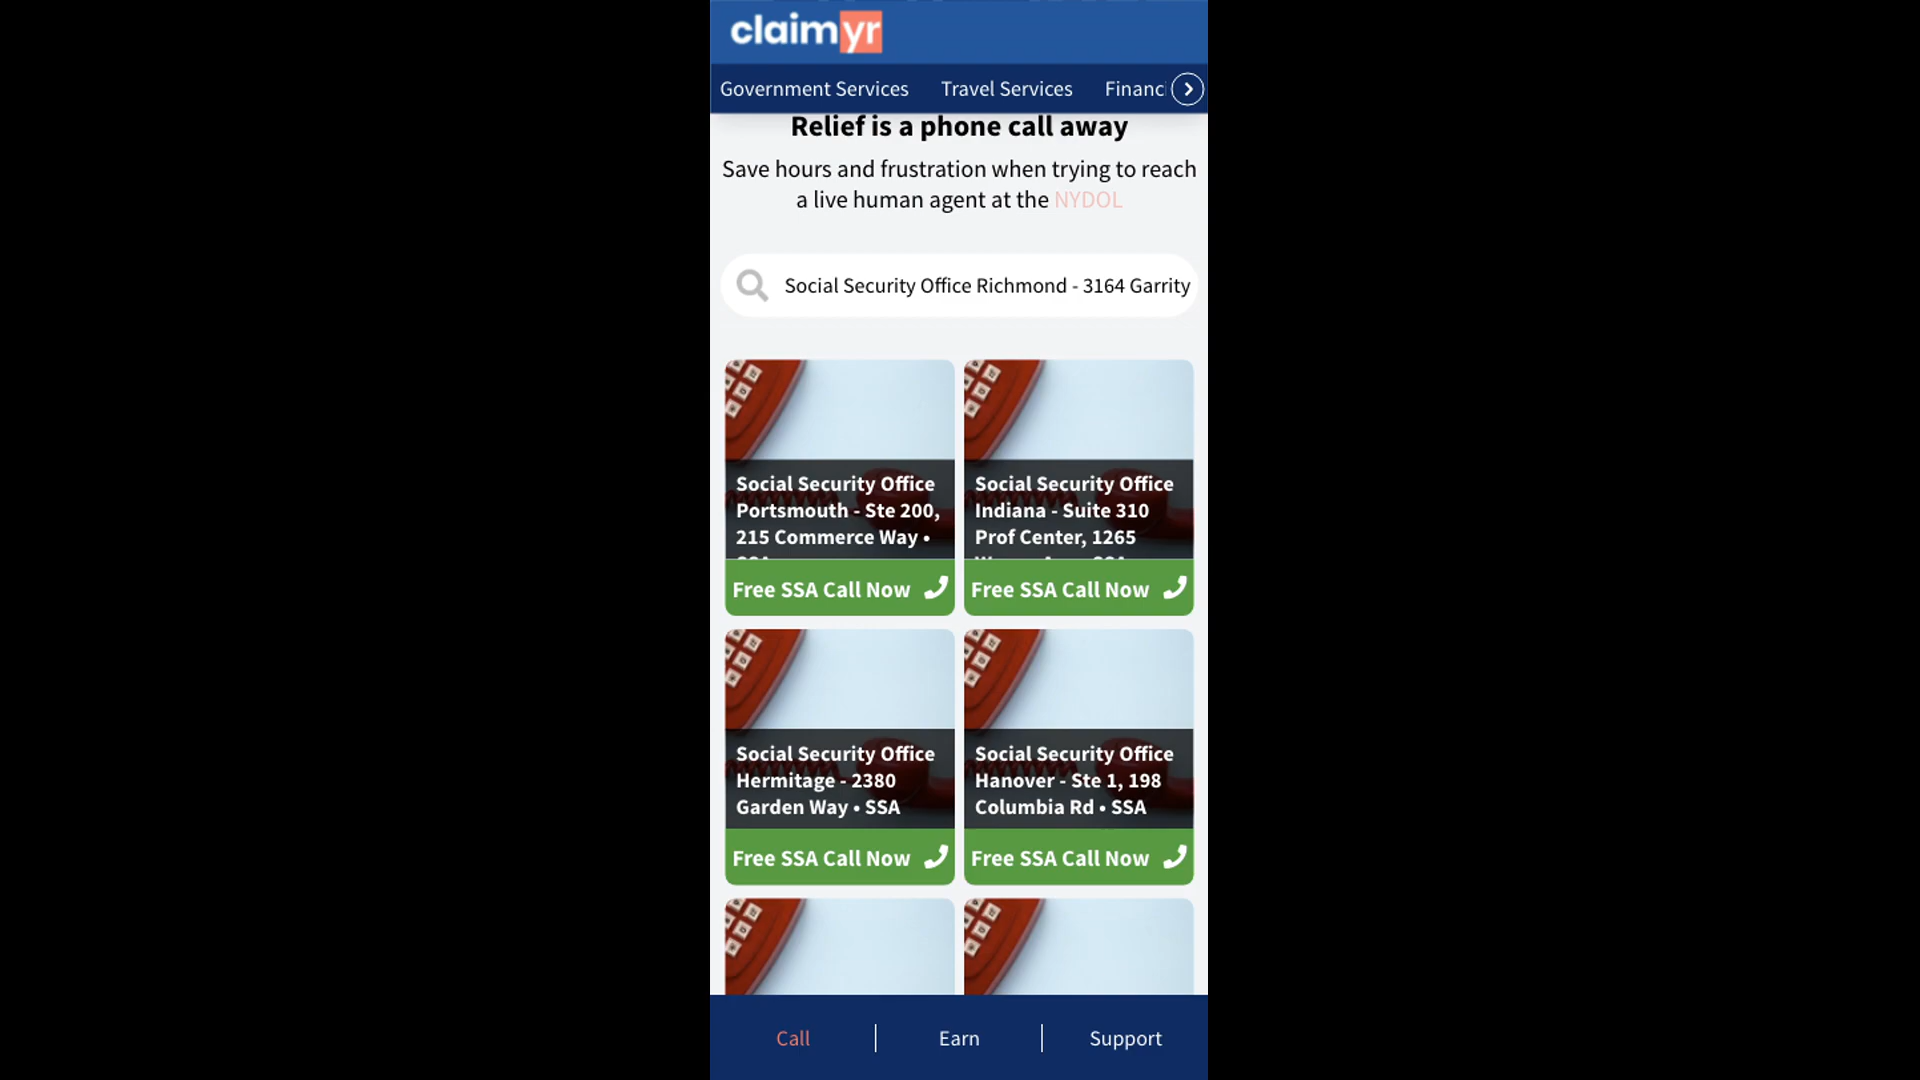 claimyr
Government Services Travel Services Financ
Relief is a phone call away
Save hours and frustration when trying to reach
a live human agent at the NYDOL
Social Security Office Richmond - 3164 Garrity
Social Security Office
Portsmouth - Ste 200,
215 Commerce Way •
Free SSA Call Now
Social Security Office
Indiana - Suite 310
Prof Center, 1265
Free SSA Call Now
Social Security Office
Hermitage - 2380
Garden Way • SSA
Free SSA Call Now
Social Security Office
Hanover - Ste 1, 198
Columbia Rd • SSA
Free SSA Call Now
Call | Earn | Support